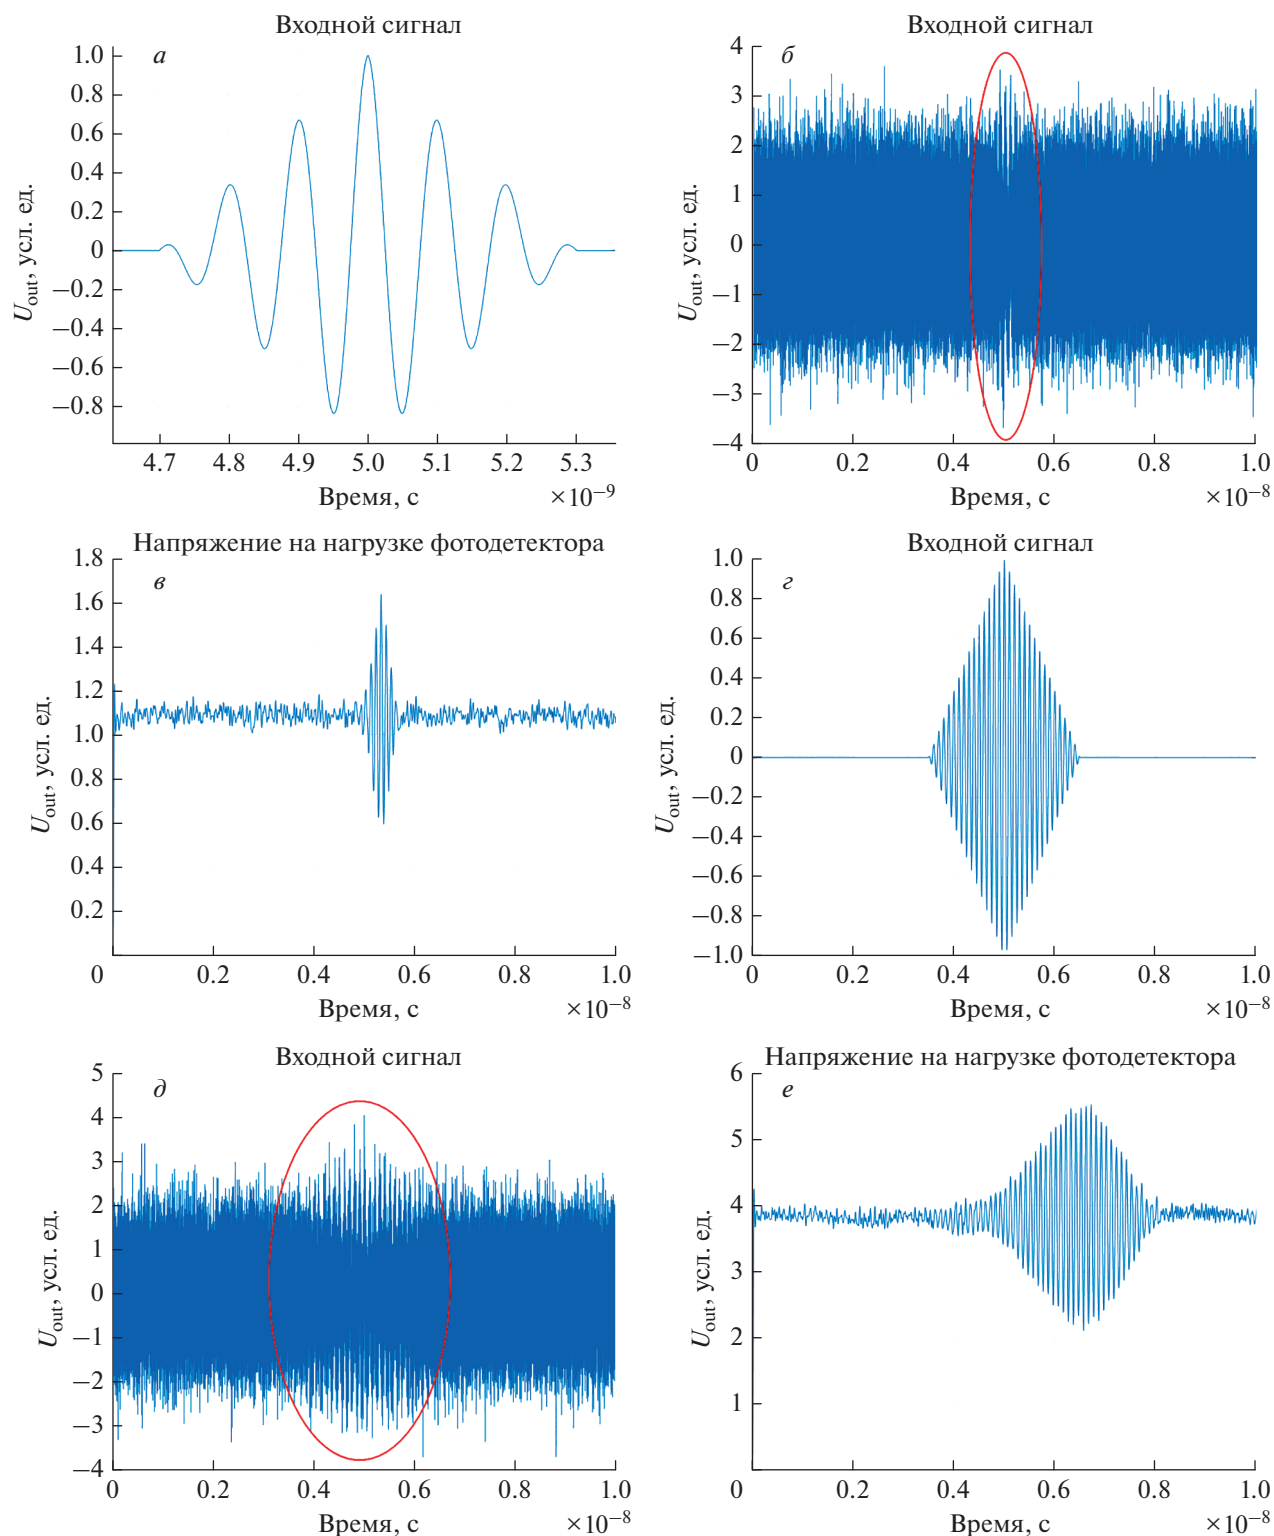 Входной сигнал
а
1.0
0.8
0.6
0.4
0.2
0
−0.2
−0.4
−0.6
−0.8
U_out, усл. ед.
4.7 4.8 4.9 5.0 5.1 5.2 5.3
Время, с ×10⁻⁹
Входной сигнал
б
4
3
2
1
0
−1
−2
−3
−4
U_out, усл. ед.
0 0.2 0.4 0.6 0.8 1.0
Время, с ×10⁻⁸
Напряжение на нагрузке фотодетектора
в
1.8
1.6
1.4
1.2
1.0
0.8
0.6
0.4
0.2
U_out, усл. ед.
0 0.2 0.4 0.6 0.8 1.0
Время, с ×10⁻⁸
Входной сигнал
г
1.0
0.8
0.6
0.4
0.2
0
−0.2
−0.4
−0.6
−0.8
−1.0
U_out, усл. ед.
0 0.2 0.4 0.6 0.8 1.0
Время, с ×10⁻⁸
Входной сигнал
д
5
4
3
2
1
0
−1
−2
−3
−4
U_out, усл. ед.
0 0.2 0.4 0.6 0.8 1.0
Время, с ×10⁻⁸
Напряжение на нагрузке фотодетектора
е
6
5
4
3
2
1
U_out, усл. ед.
0 0.2 0.4 0.6 0.8 1.0
Время, с ×10⁻⁸